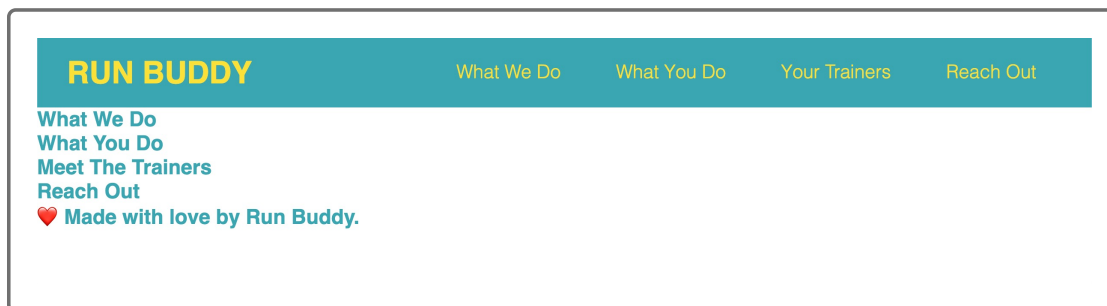 RUN BUDDY What We Do What You Do Your Trainers Reach Out
What We Do
What You Do
Meet The Trainers
Reach Out
❤️ Made with love by Run Buddy.